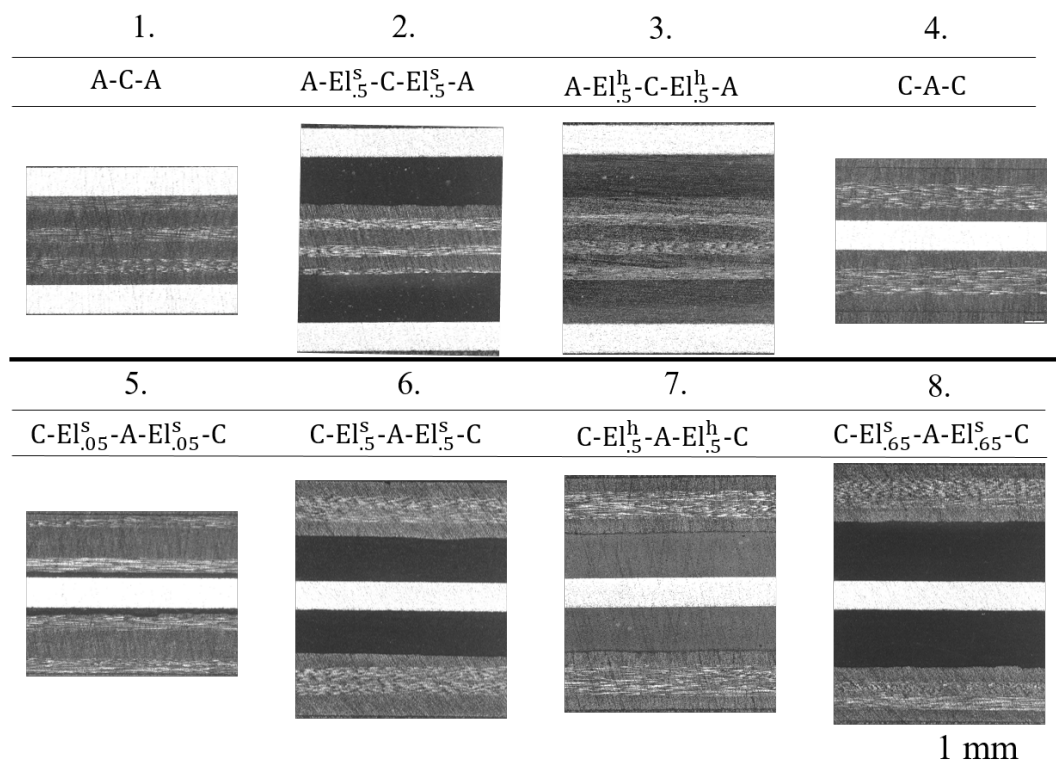 1. 2. 3. 4.
A-C-A A-El^s_.5-C-El^s_.5-A A-El^h_.5-C-El^h_.5-A C-A-C
5. 6. 7. 8.
C-El^s_.05-A-El^s_.05-C C-El^s_.5-A-El^s_.5-C C-El^h_.5-A-El^h_.5-C C-El^s_.65-A-El^s_.65-C
1 mm